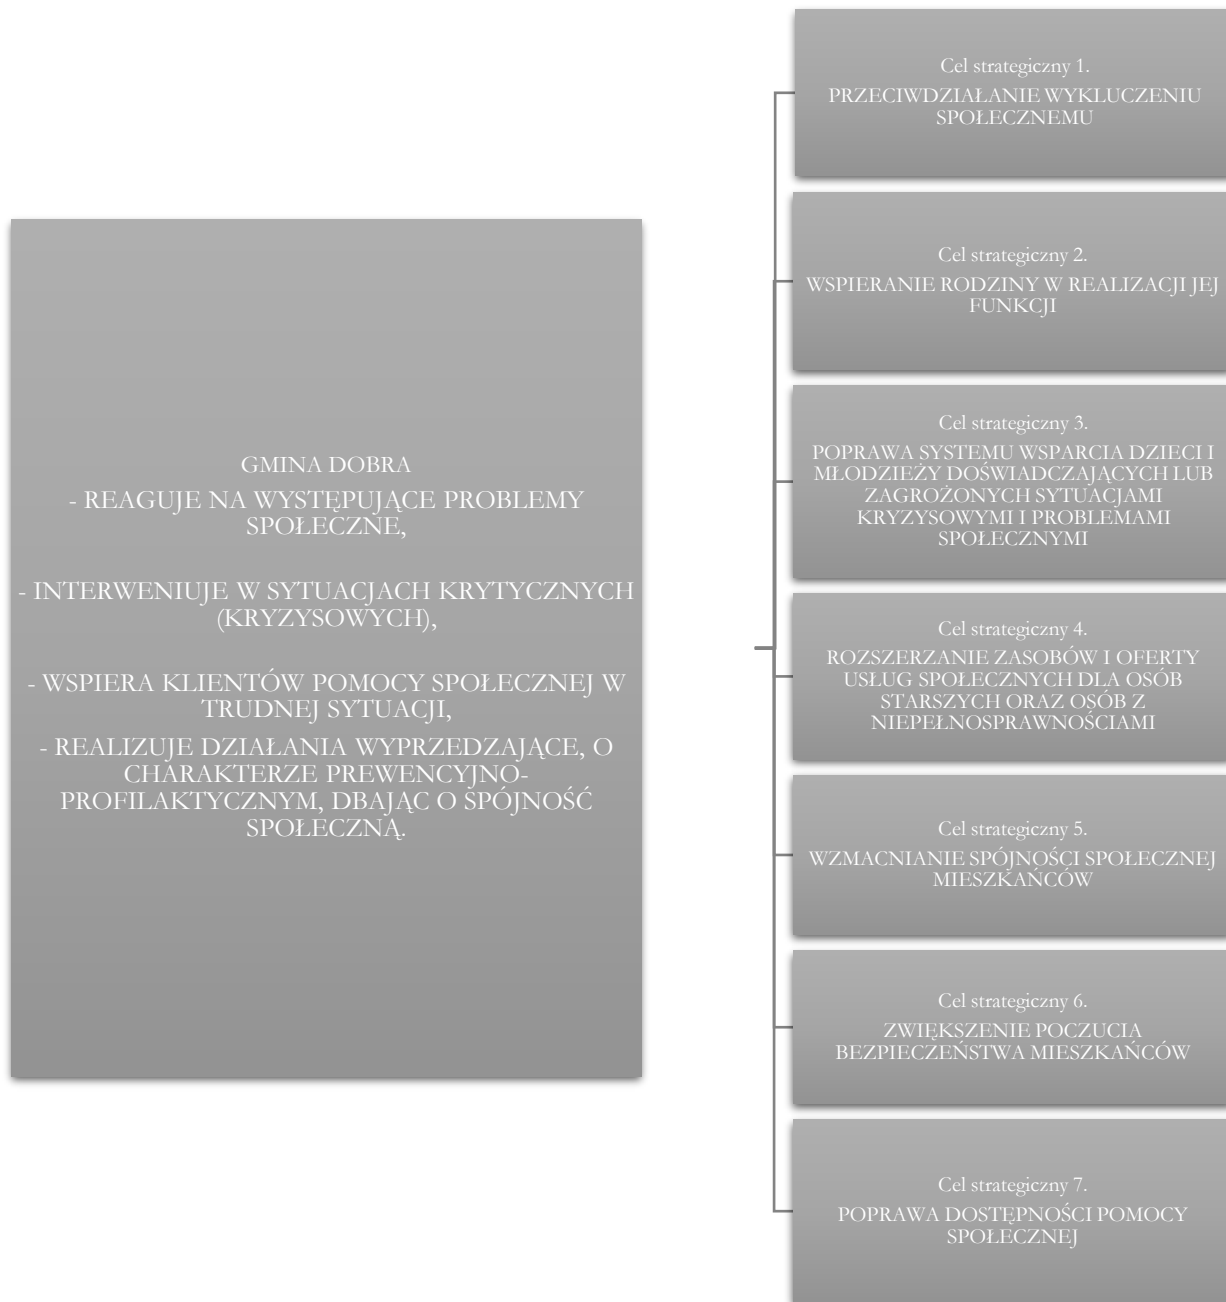 GMINA DOBRA
- REAGUJE NA WYSTĘPUJĄCE PROBLEMY
SPOŁECZNE,
- INTERWENIUJE W SYTUACJACH KRYTYCZNYCH
(KRYZYSOWYCH),
- WSPIERA KLIENTÓW POMOCY SPOŁECZNEJ W
TRUDNEJ SYTUACJI,
- REALIZUJE DZIAŁANIA WYPRZEDZAJĄCE, O
CHARAKTERZE PREWENCYJNO-
PROFILAKTYCZNYM, DBAJĄC O SPÓJNOŚĆ
SPOŁECZNĄ.
Cel strategiczny 1.
PRZECIWDZIAŁANIE WYKLUCZENIU
SPOŁECZNEMU
Cel strategiczny 2.
WSPIERANIE RODZINY W REALIZACJI JEJ
FUNKCJI
Cel strategiczny 3.
POPRAWA SYSTEMU WSPARCIA DZIECI I
MŁODZIEŻY DOŚWIADCZAJĄCYCH LUB
ZAGROŻONYCH SYTUACJAMI
KRYZYSOWYMI I PROBLEMAMI
SPOŁECZNYMI
Cel strategiczny 4.
ROZSZERZANIE ZASOBÓW I OFERTY
USŁUG SPOŁECZNYCH DLA OSÓB
STARSZYCH ORAZ OSÓB Z
NIEPEŁNOSPRAWNOŚCIAMI
Cel strategiczny 5.
WZMACNIANIE SPÓJNOŚCI SPOŁECZNEJ
MIESZKAŃCÓW
Cel strategiczny 6.
ZWIĘKSZENIE POCZUCIA
BEZPIECZEŃSTWA MIESZKAŃCÓW
Cel strategiczny 7.
POPRAWA DOSTĘPNOŚCI POMOCY
SPOŁECZNEJ